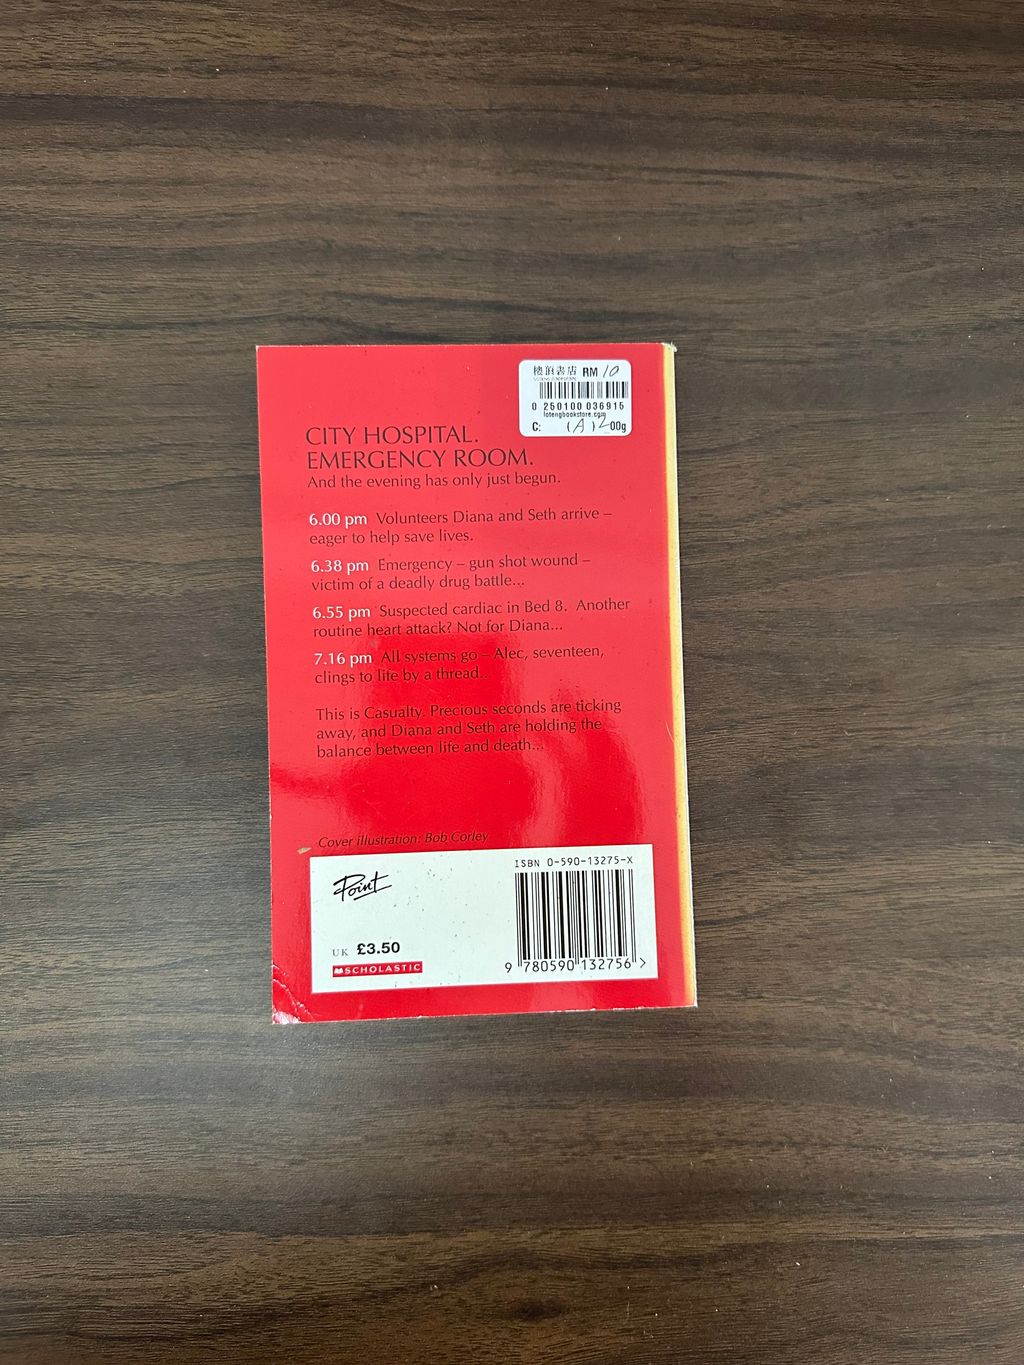 樓頂書店 RM 10
0 250100 036915
lotengbookstore.com
C: (A) 200g
CITY HOSPITAL.
EMERGENCY ROOM.
And the evening has only just begun.
6.00 pm Volunteers Diana and Seth arrive –
eager to help save lives.
6.38 pm Emergency – gun shot wound –
victim of a deadly drug battle...
6.55 pm Suspected cardiac in Bed 8. Another
routine heart attack? Not for Diana...
7.16 pm All systems go – Alec, seventeen,
clings to life by a thread...
This is Casualty. Precious seconds are ticking
away, and Diana and Seth are holding the
balance between life and death...
Cover illustration: Bob Corley
ISBN 0-590-13275-X
Point
UK £3.50
SCHOLASTIC
9 780590 132756 >